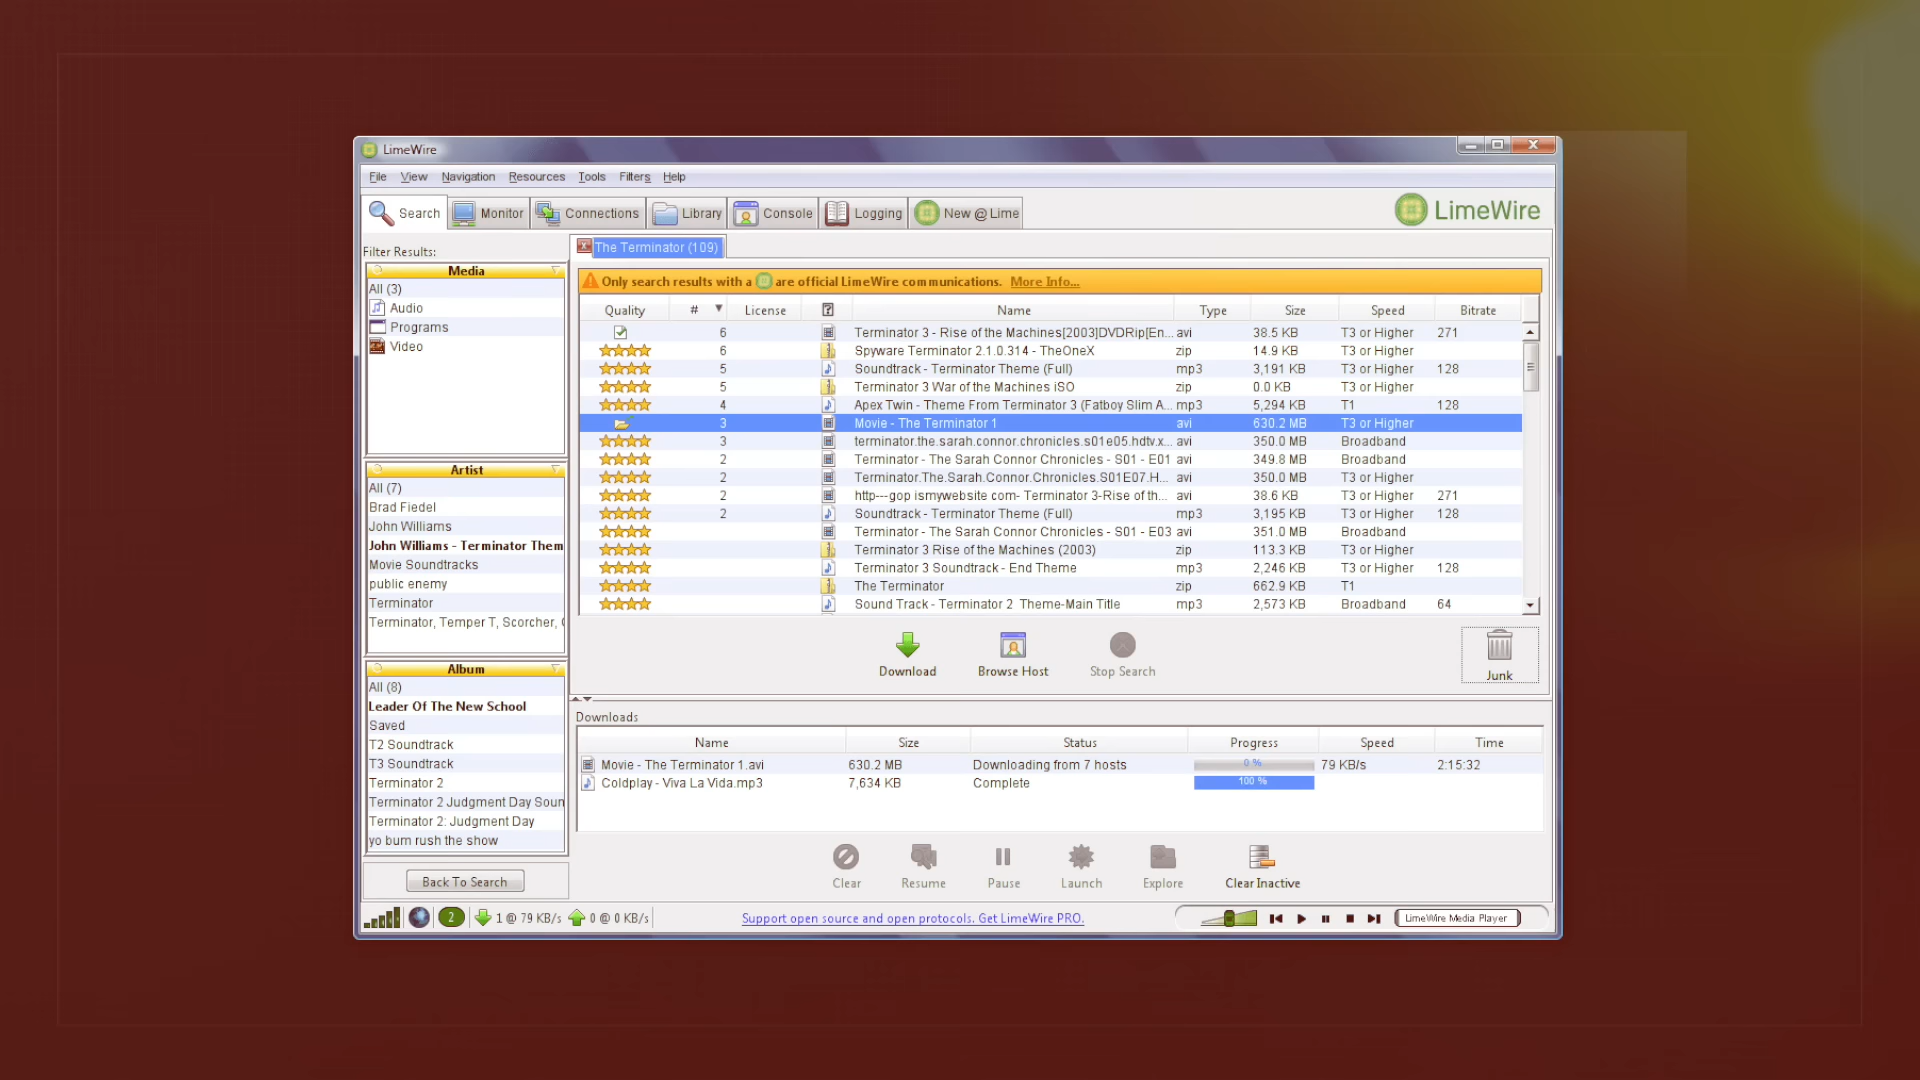 LimeWire
File View Navigation Resources Tools Filters Help
Search Monitor Connections Library Console Logging New @ Lime
LimeWire
Filter Results:
Media
All (3)
Audio
Programs
Video
Artist
All (7)
Brad Fiedel
John Williams
John Williams - Terminator Them
Movie Soundtracks
public enemy
Terminator
Terminator, Temper T, Scorcher,
Album
All (8)
Leader Of The New School
Saved
T2 Soundtrack
T3 Soundtrack
Terminator 2
Terminator 2 Judgment Day Soun
Terminator 2: Judgment Day
yo bum rush the show
Back To Search
The Terminator (109)
Only search results with a are official LimeWire communications. More Info...
Quality # License ? Name Type Size Speed Bitrate
6 Terminator 3 - Rise of the Machines[2003]DVDRip[En... avi 38.5 KB T3 or Higher 271
6 Spyware Terminator 2.1.0.314 - TheOneX zip 14.9 KB T3 or Higher
5 Soundtrack - Terminator Theme (Full) mp3 3,191 KB T3 or Higher 128
5 Terminator 3 War of the Machines iSO zip 0.0 KB T3 or Higher
4 Apex Twin - Theme From Terminator 3 (Fatboy Slim A... mp3 5,294 KB T1 128
3 Movie - The Terminator 1 avi 630.2 MB T3 or Higher
3 terminator.the.sarah.connor.chronicles.s01e05.hdtv.x... avi 350.0 MB Broadband
2 Terminator - The Sarah Connor Chronicles - S01 - E01 avi 349.8 MB Broadband
2 Terminator.The.Sarah.Connor.Chronicles.S01E07.H... avi 350.0 MB T3 or Higher
2 http---gop ismywebsite com- Terminator 3-Rise of th... avi 38.6 KB T3 or Higher 271
2 Soundtrack - Terminator Theme (Full) mp3 3,195 KB T3 or Higher 128
Terminator - The Sarah Connor Chronicles - S01 - E03 avi 351.0 MB Broadband
Terminator 3 Rise of the Machines (2003) zip 113.3 KB T3 or Higher
Terminator 3 Soundtrack - End Theme mp3 2,246 KB T3 or Higher 128
The Terminator zip 662.9 KB T1
Sound Track - Terminator 2 Theme-Main Title mp3 2,573 KB Broadband 64
Download Browse Host Stop Search Junk
Downloads
Name Size Status Progress Speed Time
Movie - The Terminator 1.avi 630.2 MB Downloading from 7 hosts 0 % 79 KB/s 2:15:32
Coldplay - Viva La Vida.mp3 7,634 KB Complete 100 %
Clear Resume Pause Launch Explore Clear Inactive
2 1 @ 79 KB/s 0 @ 0 KB/s Support open source and open protocols. Get LimeWire PRO. LimeWire Media Player